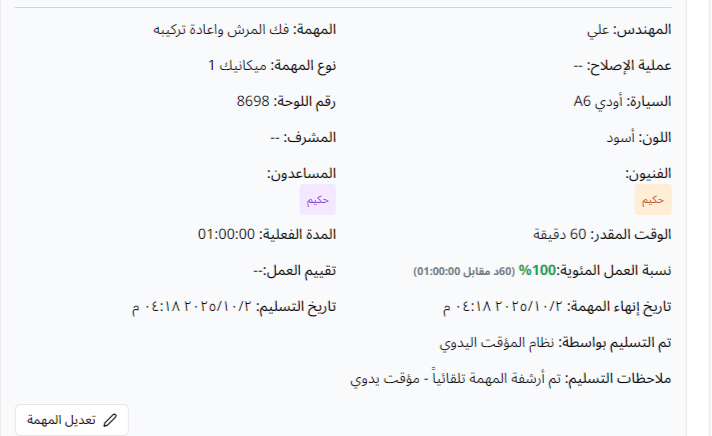 المهندس: علي
المهمة: فك المرش واعادة تركيبه
عملية الإصلاح: --
نوع المهمة: ميكانيك 1
السيارة: أودي A6
رقم اللوحة: 8698
اللون: أسود
المشرف: --
الفنيون:
حكيم
المساعدون:
حكيم
الوقت المقدر: 60 دقيقة
المدة الفعلية: 01:00:00
نسبة العمل المئوية:100% (60د مقابل 01:00:00)
تقييم العمل:--
تاريخ إنهاء المهمة: ٢٠٢٥/١٠/٢ ٠٤:١٨ م
تاريخ التسليم: ٢٠٢٥/١٠/٢ ٠٤:١٨ م
تم التسليم بواسطة: نظام المؤقت اليدوي
ملاحظات التسليم: تم أرشفة المهمة تلقائياً - مؤقت يدوي
تعديل المهمة